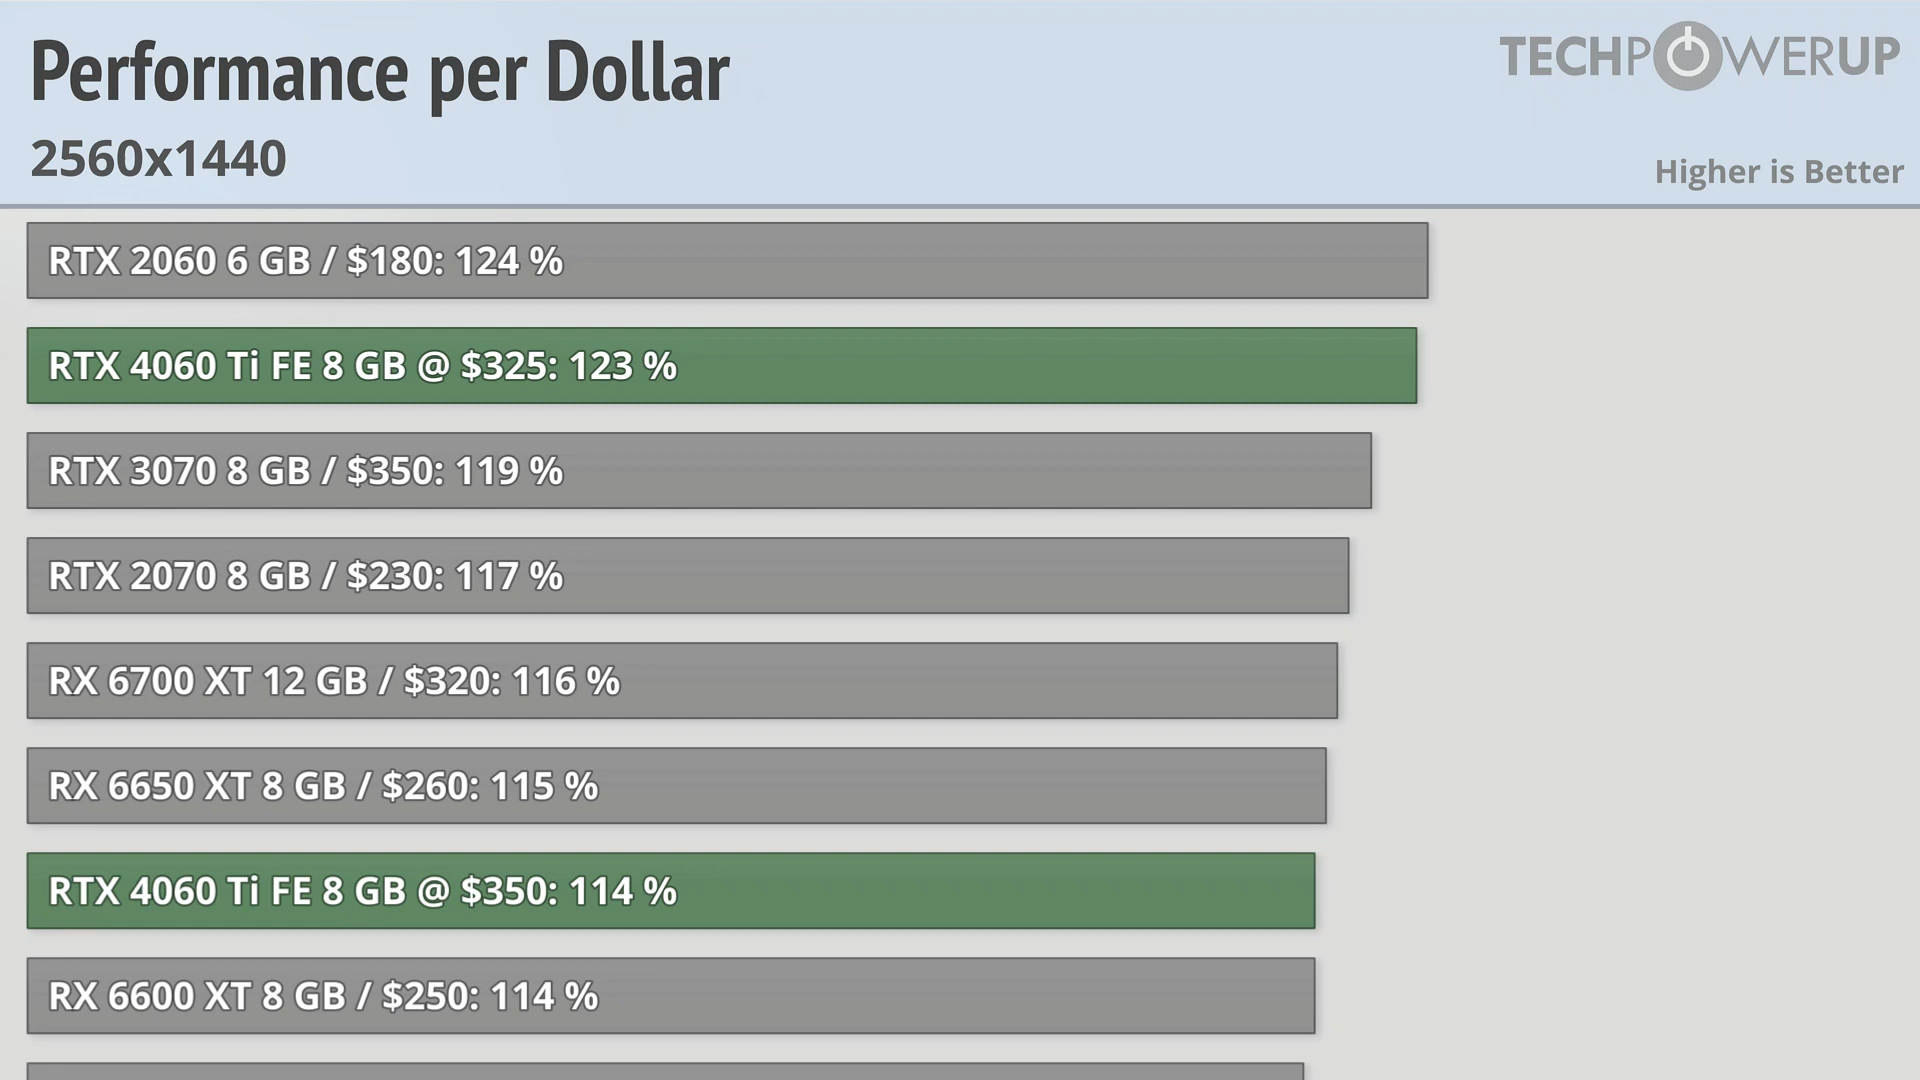 Performance per Dollar
TECHPOWERUP
2560x1440
Higher is Better
RTX 2060 6 GB / $180: 124 %
RTX 4060 Ti FE 8 GB @ $325: 123 %
RTX 3070 8 GB / $350: 119 %
RTX 2070 8 GB / $230: 117 %
RX 6700 XT 12 GB / $320: 116 %
RX 6650 XT 8 GB / $260: 115 %
RTX 4060 Ti FE 8 GB @ $350: 114 %
RX 6600 XT 8 GB / $250: 114 %